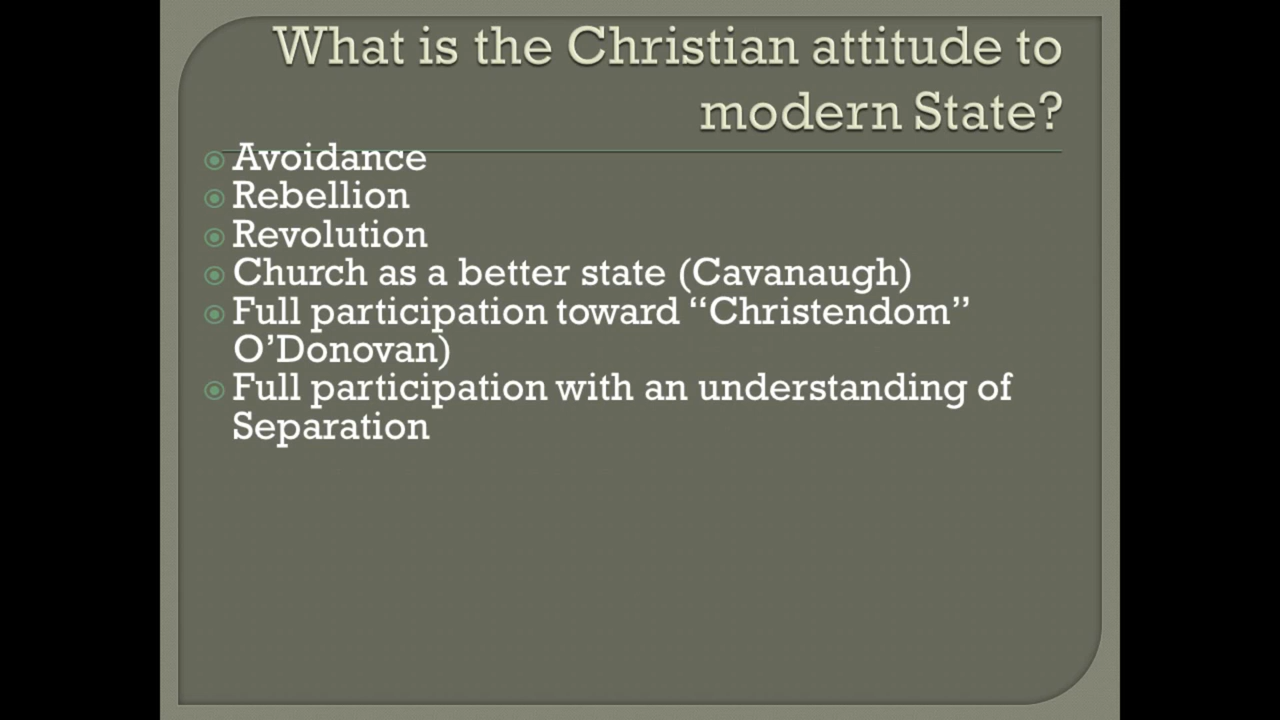 What is the Christian attitude to
modern State?
Avoidance
Rebellion
Revolution
Church as a better state (Cavanaugh)
Full participation toward “Christendom”
O’Donovan)
Full participation with an understanding of
Separation